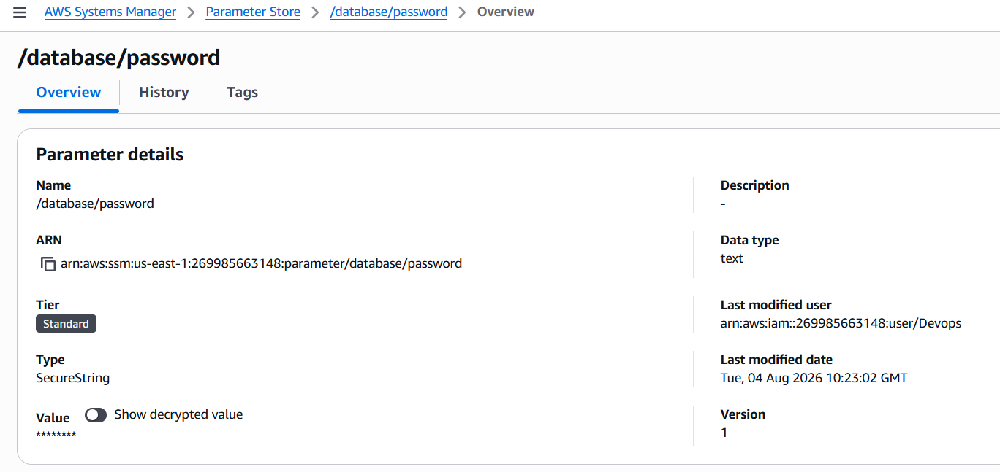 AWS Systems Manager > Parameter Store > /database/password > Overview
/database/password
Overview History Tags
Parameter details
Name
/database/password
Description
-
ARN
arn:aws:ssm:us-east-1:269985663148:parameter/database/password
Data type
text
Tier
Standard
Last modified user
arn:aws:iam::269985663148:user/Devops
Type
SecureString
Last modified date
Tue, 04 Aug 2026 10:23:02 GMT
Value Show decrypted value
********
Version
1